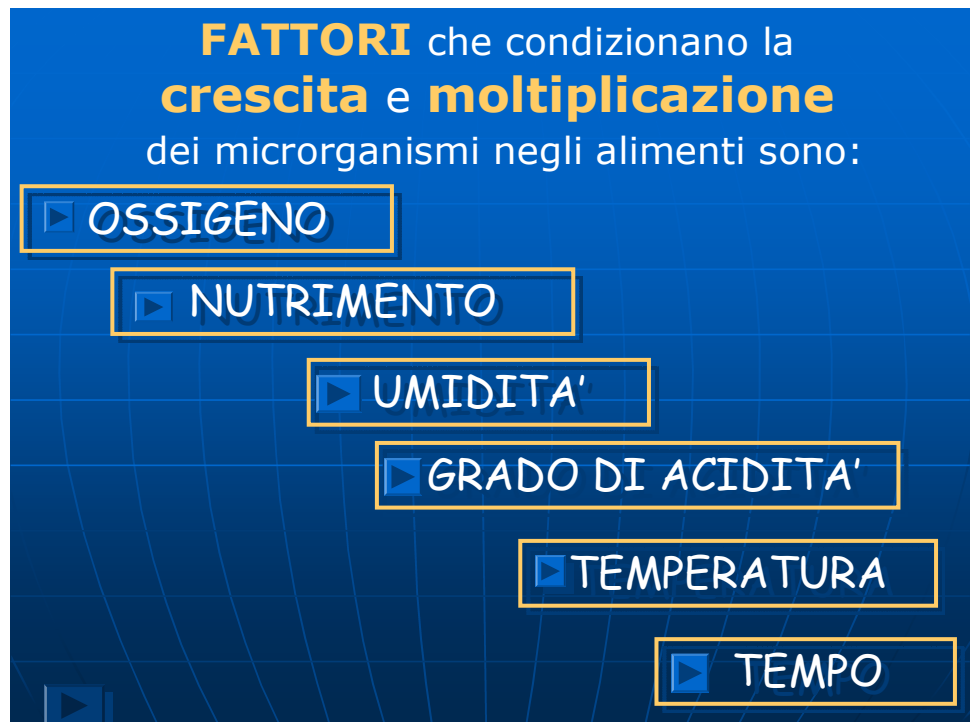 FATTORI che condizionano la
crescita e moltiplicazione
dei microrganismi negli alimenti sono:
OSSIGENO
NUTRIMENTO
UMIDITA'
GRADO DI ACIDITA'
TEMPERATURA
TEMPO